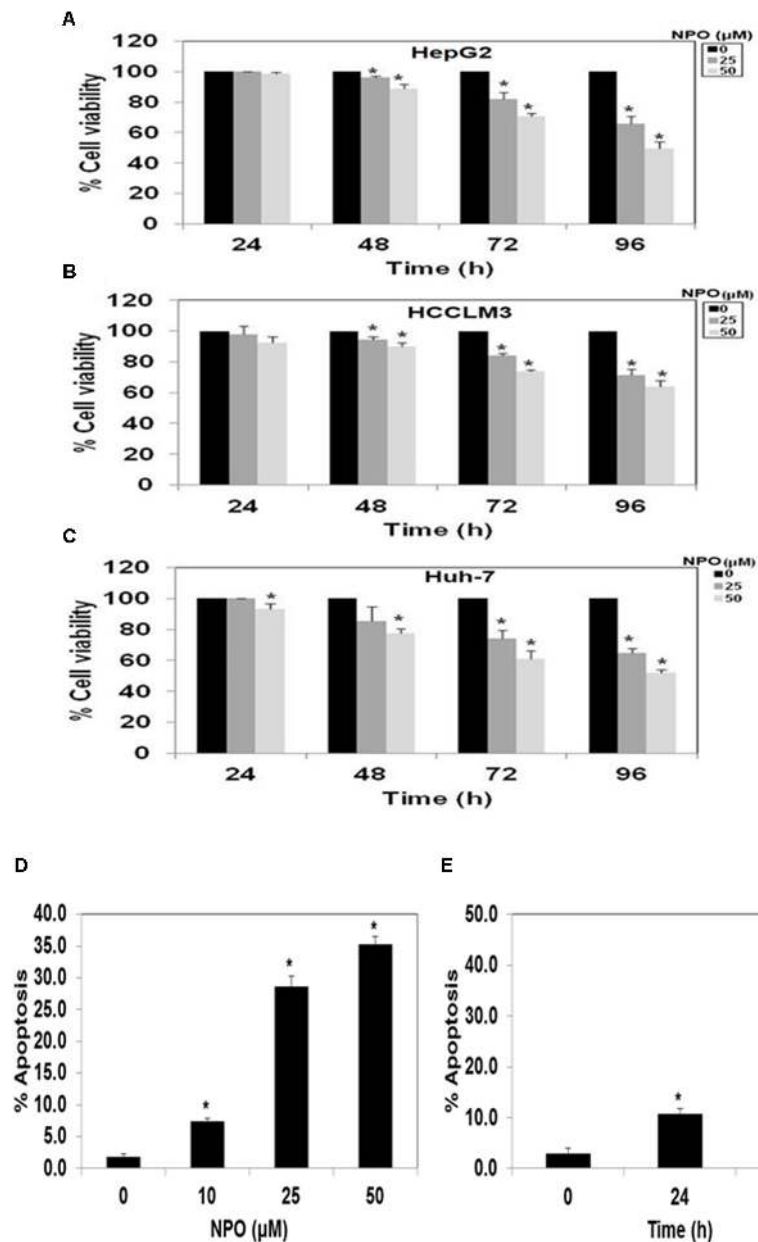 A
NPO (µM)
HepG2
0
25
50
120
100
80
60
40
20
0
% Cell viability
* * * * * *
24 48 72 96
Time (h)
B
NPO (µM)
HCCLM3
0
25
50
120
100
80
60
40
20
0
% Cell viability
* * * * * *
24 48 72 96
Time (h)
C
NPO (µM)
Huh-7
0
25
50
120
100
80
60
40
20
0
% Cell viability
* * * * * *
24 48 72 96
Time (h)
D
40.0
35.0
30.0
25.0
20.0
15.0
10.0
5.0
0.0
% Apoptosis
* * *
0 10 25 50
NPO (µM)
E
50.0
40.0
30.0
20.0
10.0
0.0
% Apoptosis
*
0 24
Time (h)